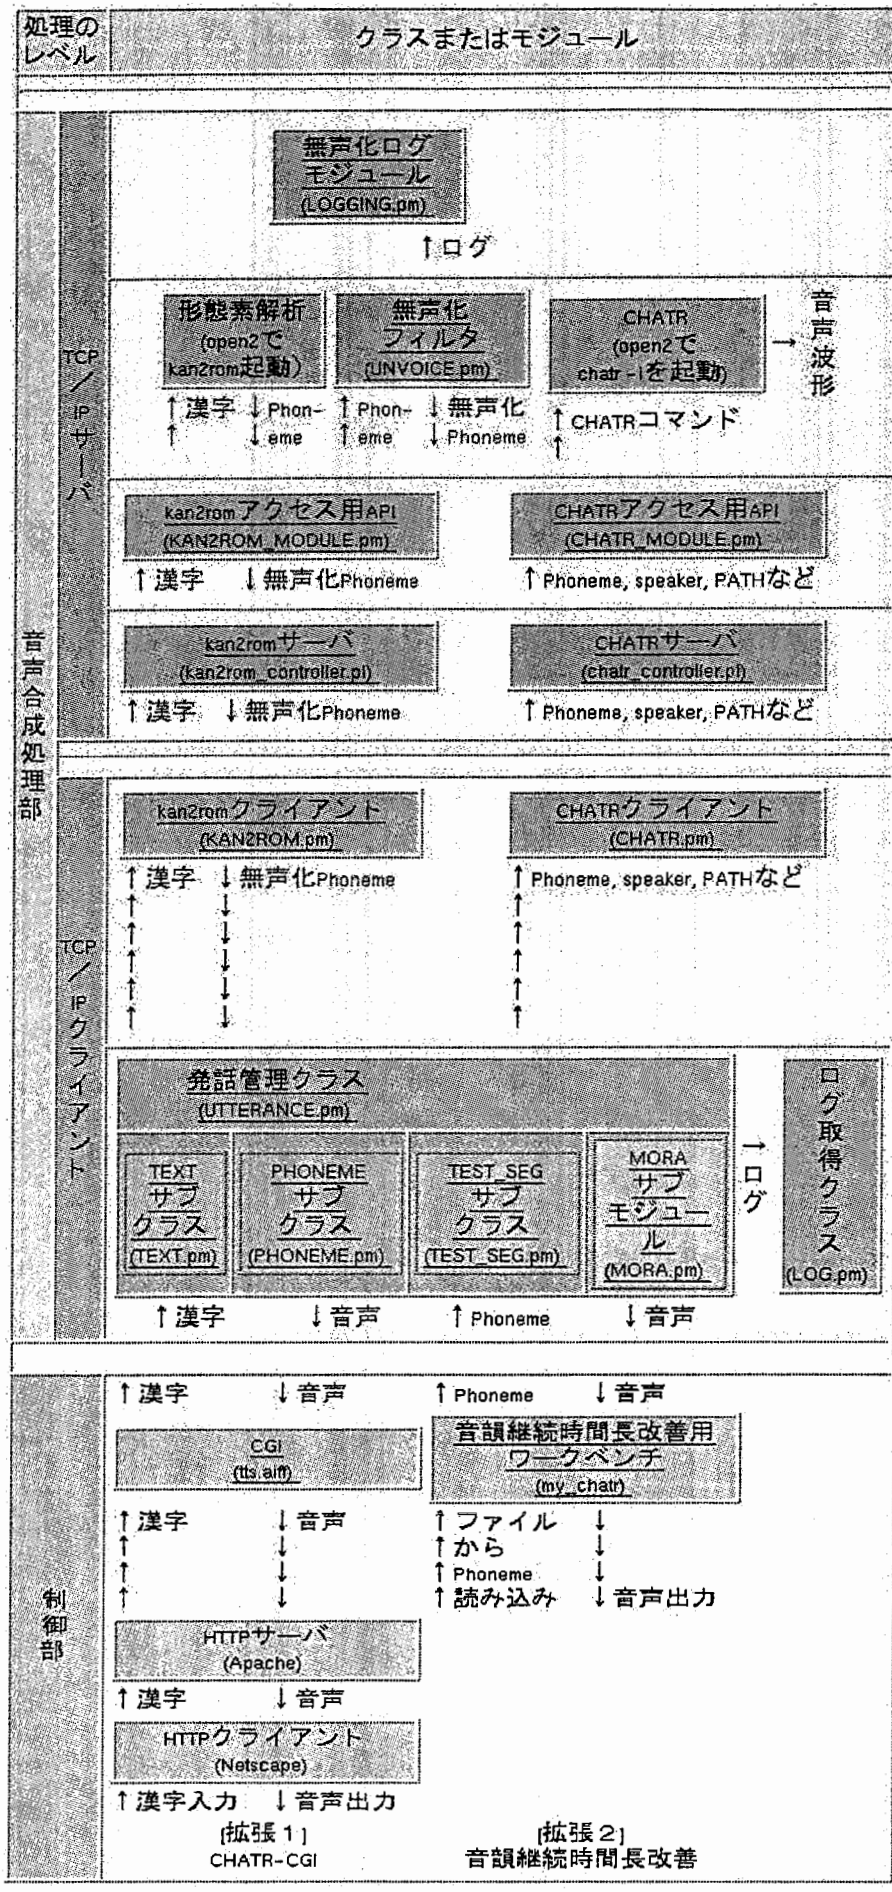 処理の
レベル
クラスまたはモジュール
音声合成処理部
TCP/IPサーバ
無声化ログ
モジュール
(LOGGING.pm)
↑ログ
形態素解析
(open2で
kan2rom起動)
無声化
フィルタ
(UNVOICE.pm)
CHATR
(open2で
chatr -iを起動)
→
音声波形
↑漢字 ↓Phon- ↑Phon- ↓無声化
↑ ↓eme ↑eme ↓Phoneme
↑CHATRコマンド
↑
kan2romアクセス用API
(KAN2ROM_MODULE.pm)
CHATRアクセス用API
(CHATR_MODULE.pm)
↑漢字 ↓無声化Phoneme
↑Phoneme, speaker, PATHなど
kan2romサーバ
(kan2rom_controller.pl)
CHATRサーバ
(chatr_controller.pl)
↑漢字 ↓無声化Phoneme
↑Phoneme, speaker, PATHなど
TCP/IPクライアント
kan2romクライアント
(KAN2ROM.pm)
CHATRクライアント
(CHATR.pm)
↑漢字 ↓無声化Phoneme
↑ ↓
↑ ↓
↑ ↓
↑ ↓
↑ ↓
↑Phoneme, speaker, PATHなど
↑
↑
↑
↑
↑
発話管理クラス
(UTTERANCE.pm)
TEXT
サブ
クラス
(TEXT.pm)
PHONEME
サブ
クラス
(PHONEME.pm)
TEST_SEG
サブ
クラス
(TEST_SEG.pm)
MORA
サブ
モジュー
ル
(MORA.pm)
→
ログ
ログ取得クラス
(LOG.pm)
↑漢字 ↓音声 ↑Phoneme ↓音声
制御部
↑漢字 ↓音声 ↑Phoneme ↓音声
CGI
(tts.aiff)
音韻継続時間長改善用
ワークベンチ
(my_chatr)
↑漢字 ↓音声
↑ ↓
↑ ↓
↑ ↓
↑ファイル ↓
↑から ↓
↑Phoneme ↓
↑読み込み ↓音声出力
HTTPサーバ
(Apache)
↑漢字 ↓音声
HTTPクライアント
(Netscape)
↑漢字入力 ↓音声出力
[拡張1]
CHATR-CGI
[拡張2]
音韻継続時間長改善